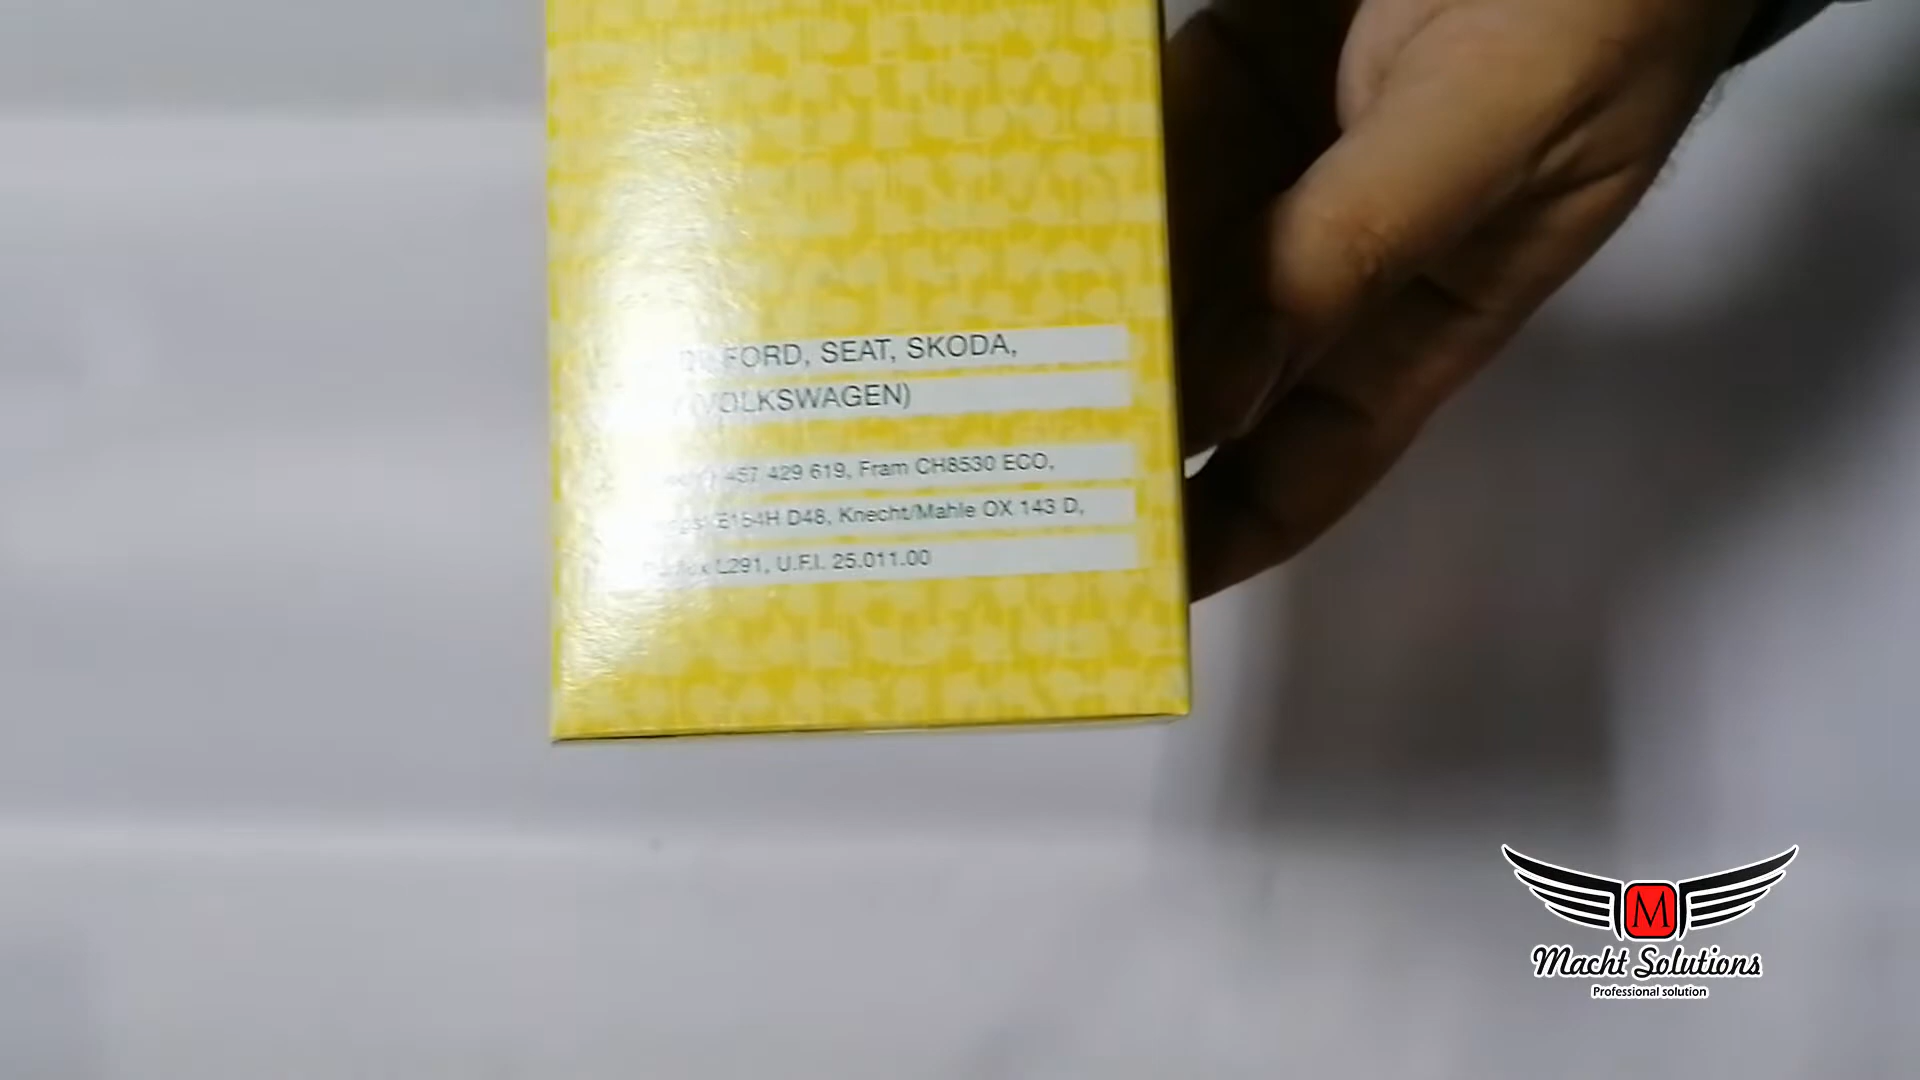 FORD, SEAT, SKODA,
(VOLKSWAGEN)
457 429 619, Fram CH8530 ECO,
E154H D48, Knecht/Mahle OX 143 D,
L291, U.F.I. 25.011.00
M
Macht Solutions
Professional solution